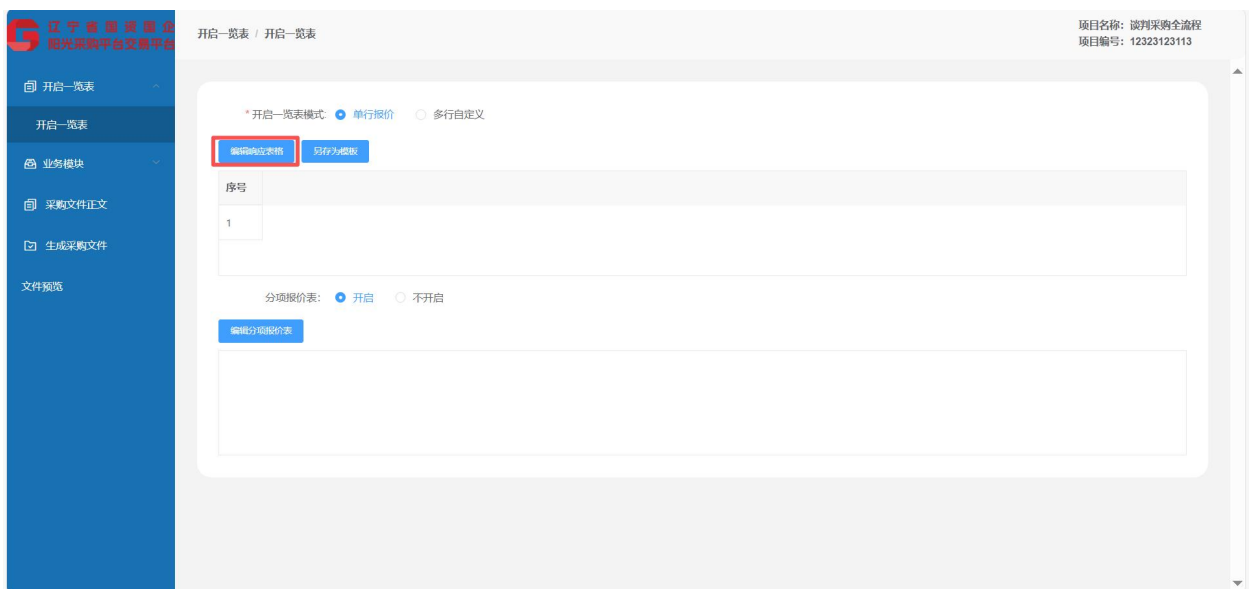 辽宁省国资国企
阳光采购平台交易平台
开启一览表 / 开启一览表
项目名称：谈判采购全流程
项目编号：12323123113
开启一览表
开启一览表
业务模块
采购文件正文
生成采购文件
文件预览
*开启一览表模式: 单行报价 多行自定义
编辑响应表格 另存为模板
序号
1
分项报价表: 开启 不开启
编辑分项报价表